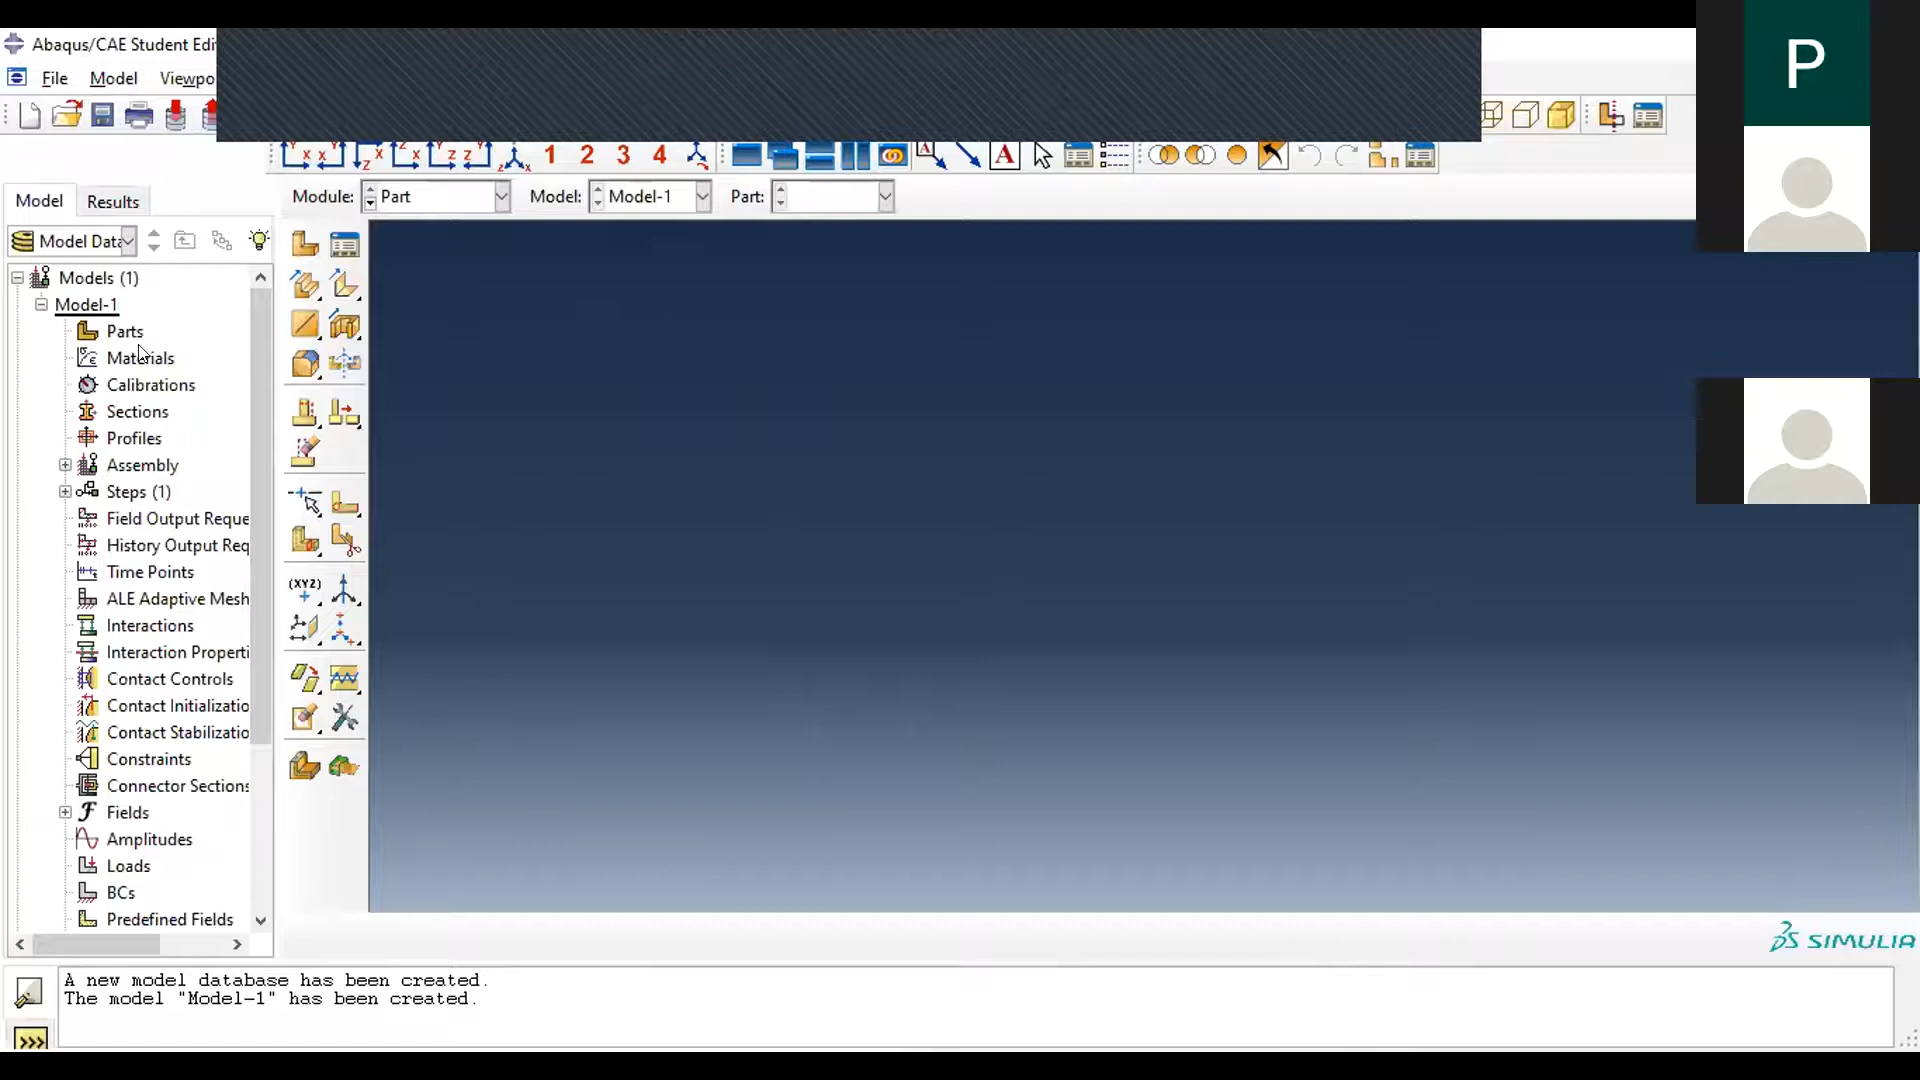 Abaqus/CAE Student Edi
File Model Viewpo
P
1 2 3 4
A A
Module: Part Model: Model-1 Part:
Model Results
Model Data
Models (1)
Model-1
Parts
Materials
Calibrations
Sections
Profiles
Assembly
Steps (1)
Field Output Reque
History Output Req
Time Points
ALE Adaptive Mesh
Interactions
Interaction Properti
Contact Controls
Contact Initializatio
Contact Stabilizatio
Constraints
Connector Sections
Fields
Amplitudes
Loads
BCs
Predefined Fields
(XYZ)
SIMULIA
A new model database has been created.
The model "Model-1" has been created.
>>>